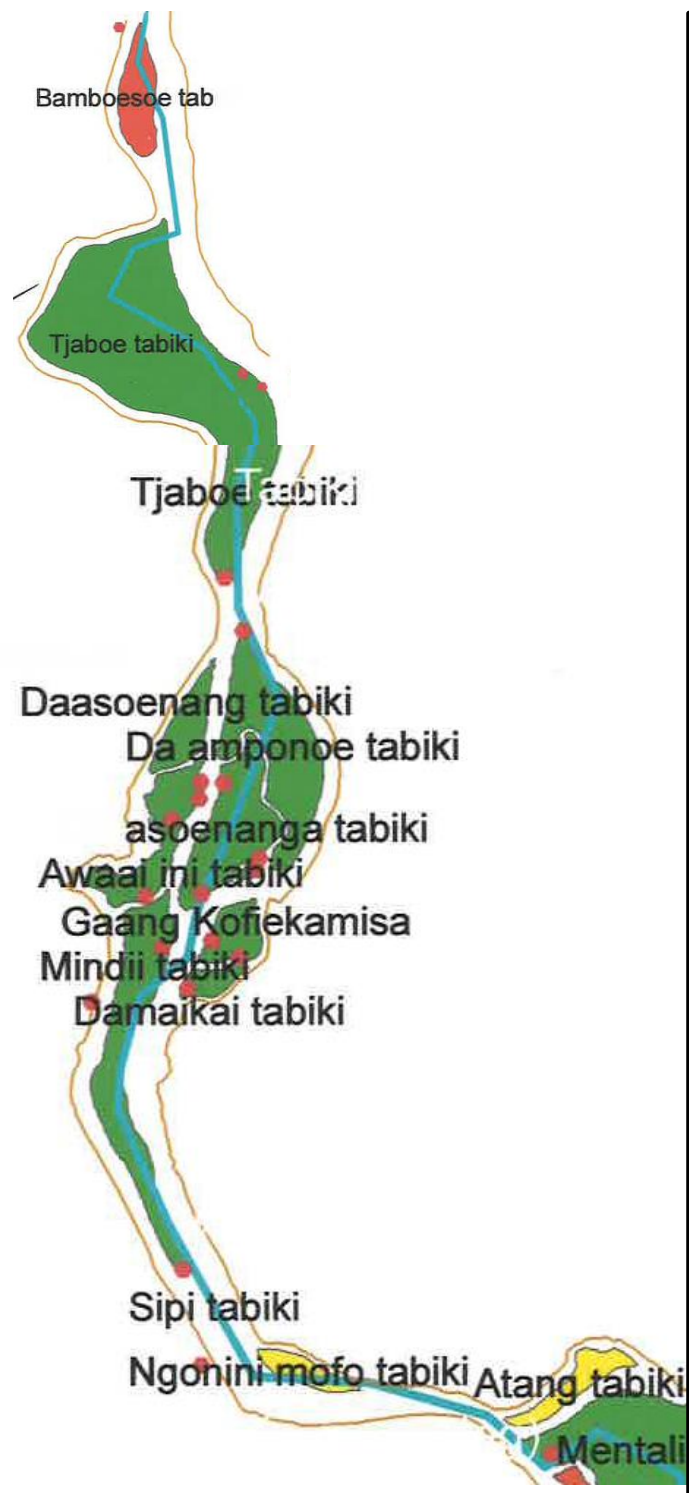 Bamboesoe tab
Tjaboe tabiki
Tjaboe tabiki
Daasoenang tabiki
Da amponoe tabiki
asoenanga tabiki
Awaai ini tabiki
Gaang Kofiekamisa
Mindii tabiki
Damaikai tabiki
Sipi tabiki
Ngonini mofo tabiki
Atang tabiki
Mentali